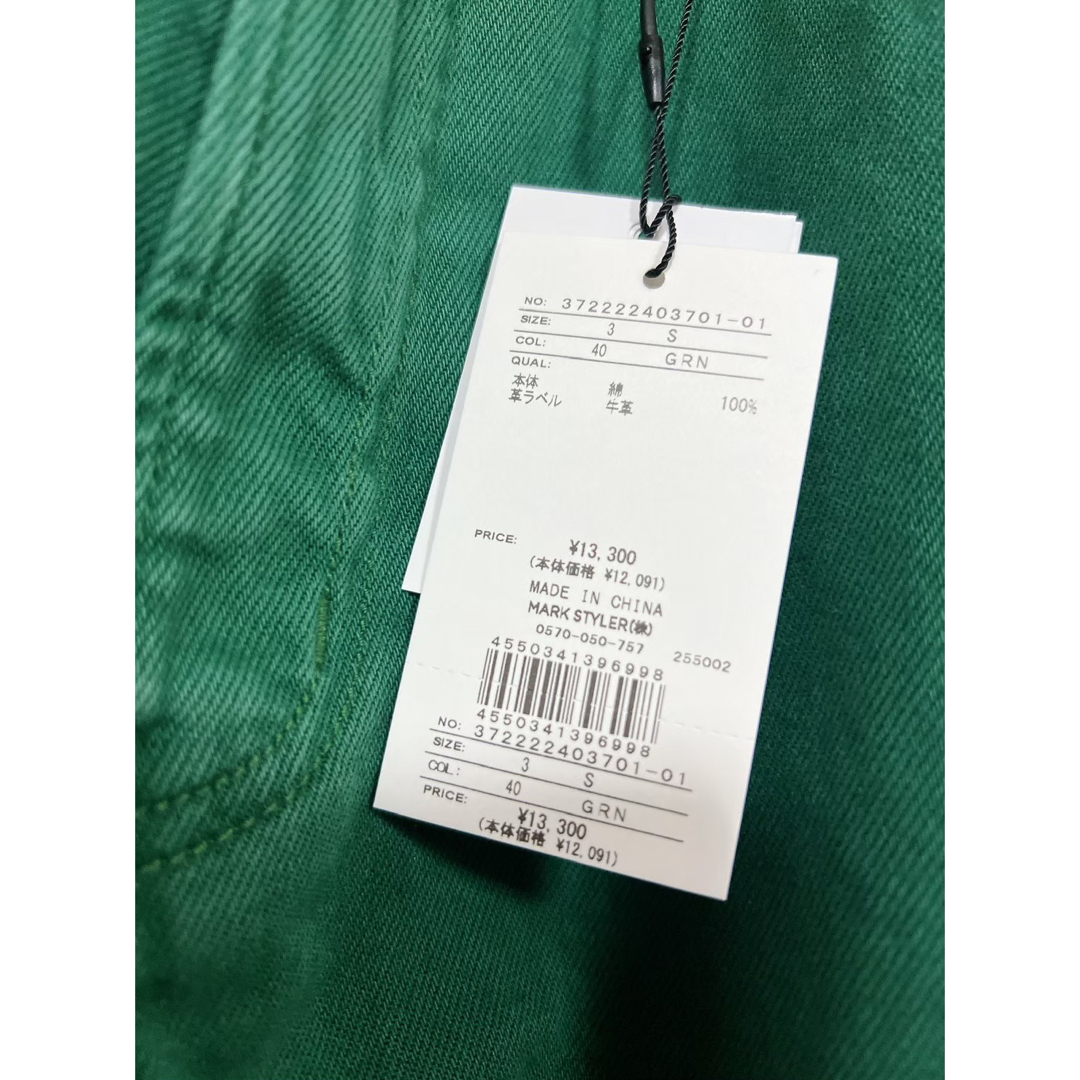 NO: 372222403701-01
SIZE: 3 S
COL: 40 GRN
QUAL:
本体 綿 100%
革ラベル 牛革
PRICE: ¥13,300
(本体価格 ¥12,091)
MADE IN CHINA
MARK STYLER(株)
0570-050-757 255002
4550341396998
4550341396998
NO: 372222403701-01
SIZE: 3 S
COL: 40 GRN
PRICE: ¥13,300
(本体価格 ¥12,091)